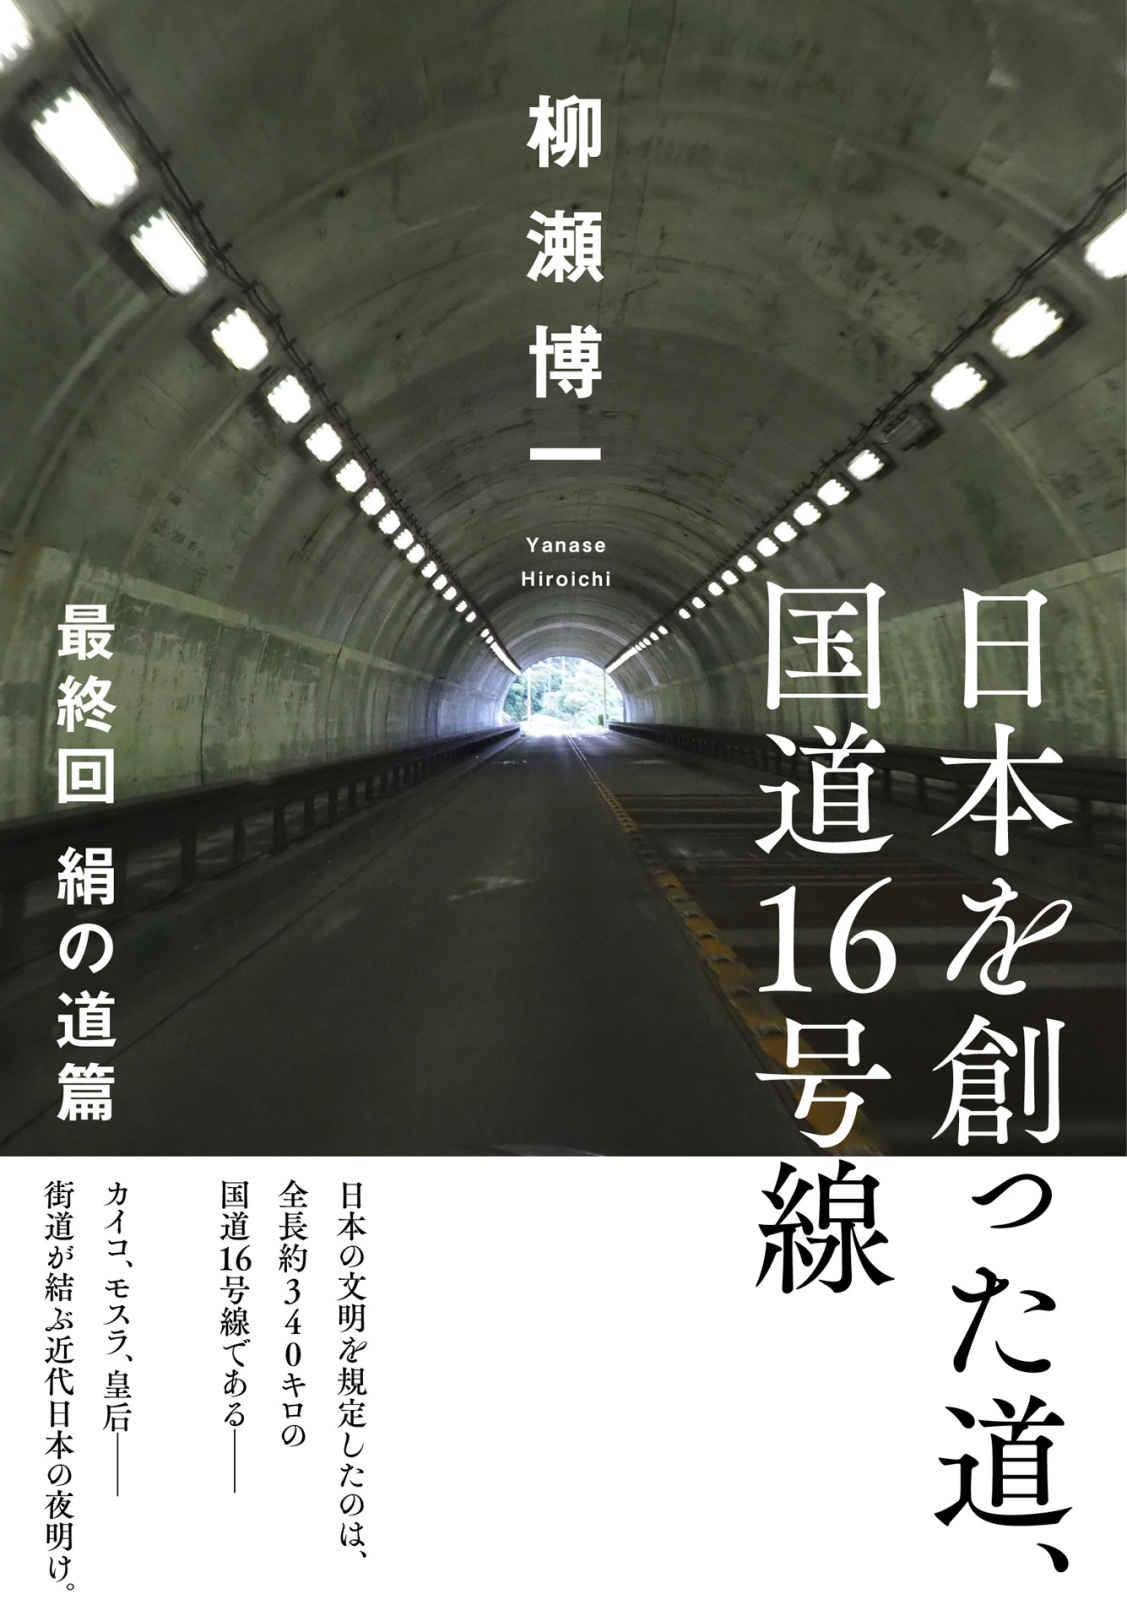 日本を創った道、
国道16号線
柳瀬博一
Yanase
Hiroichi
最終回 絹の道篇
日本の文明を規定したのは、
全長約340キロの
国道16号線である――
カイコ、モスラ、皇后――
街道が結ぶ近代日本の夜明け。